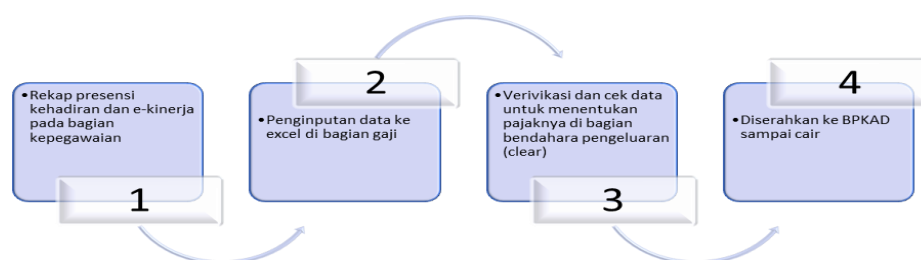 •Rekap presensi
kehadiran dan e-kinerja
pada bagian
kepegawaian
1
2
•Penginputan data ke
excel di bagian gaji
•Verivikasi dan cek data
untuk menentukan
pajaknya di bagian
bendahara pengeluaran
(clear)
3
4
•Diserahkan ke BPKAD
sampai cair